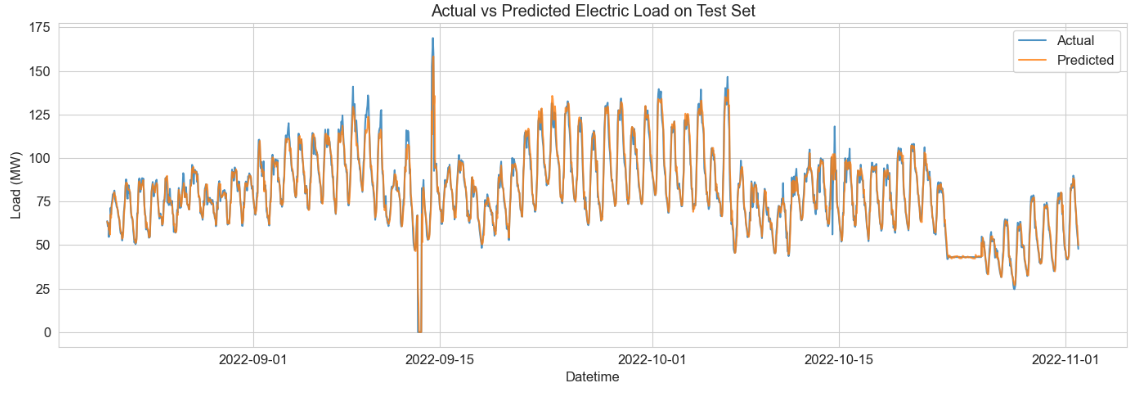 Actual vs Predicted Electric Load on Test Set
Actual
Predicted
Load (MW)
175
150
125
100
75
50
25
0
2022-09-01
2022-09-15
2022-10-01
2022-10-15
2022-11-01
Datetime